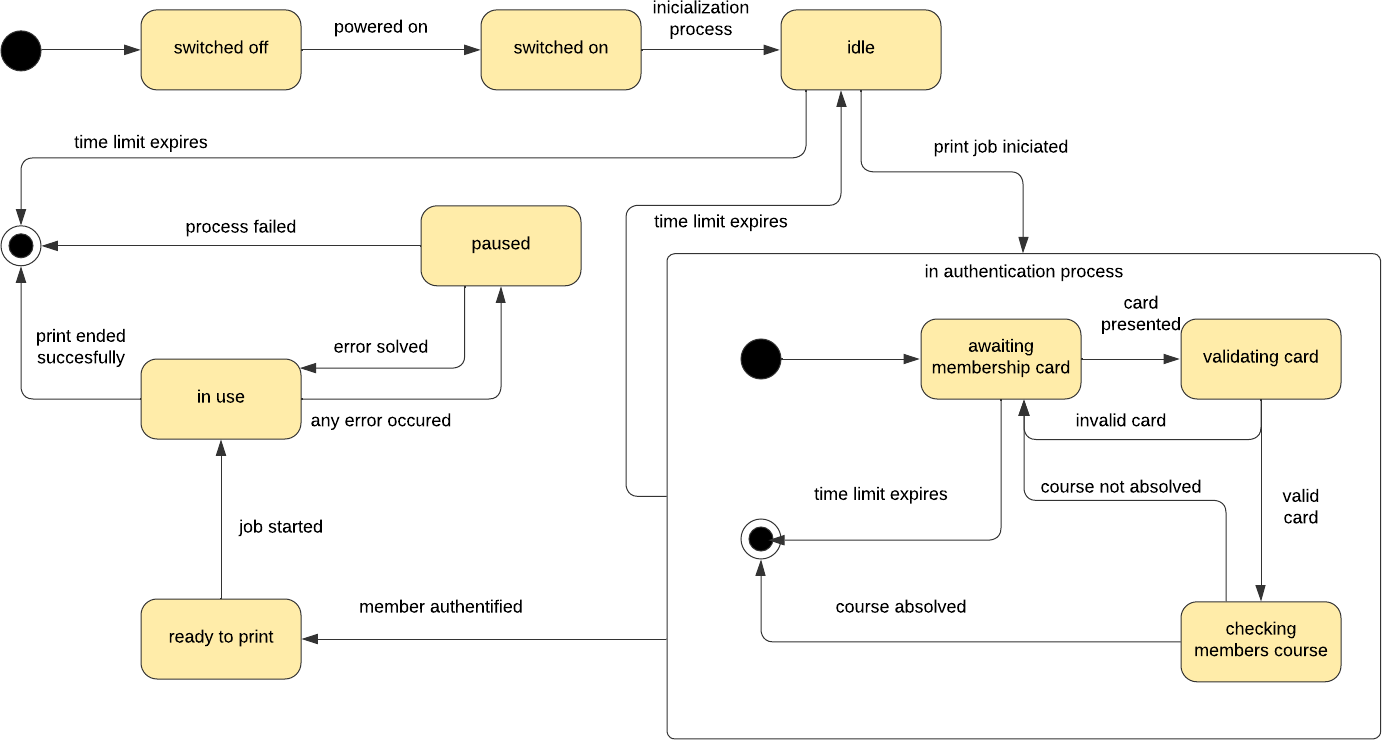 inicialization
process
powered on
switched off
switched on
idle
time limit expires
print job iniciated
time limit expires
process failed
paused
in authentication process
card
presented
print ended
succesfully
error solved
awaiting
membership card
validating card
in use
any error occured
invalid card
time limit expires
course not absolved
valid
card
job started
member authentified
course absolved
ready to print
checking
members course